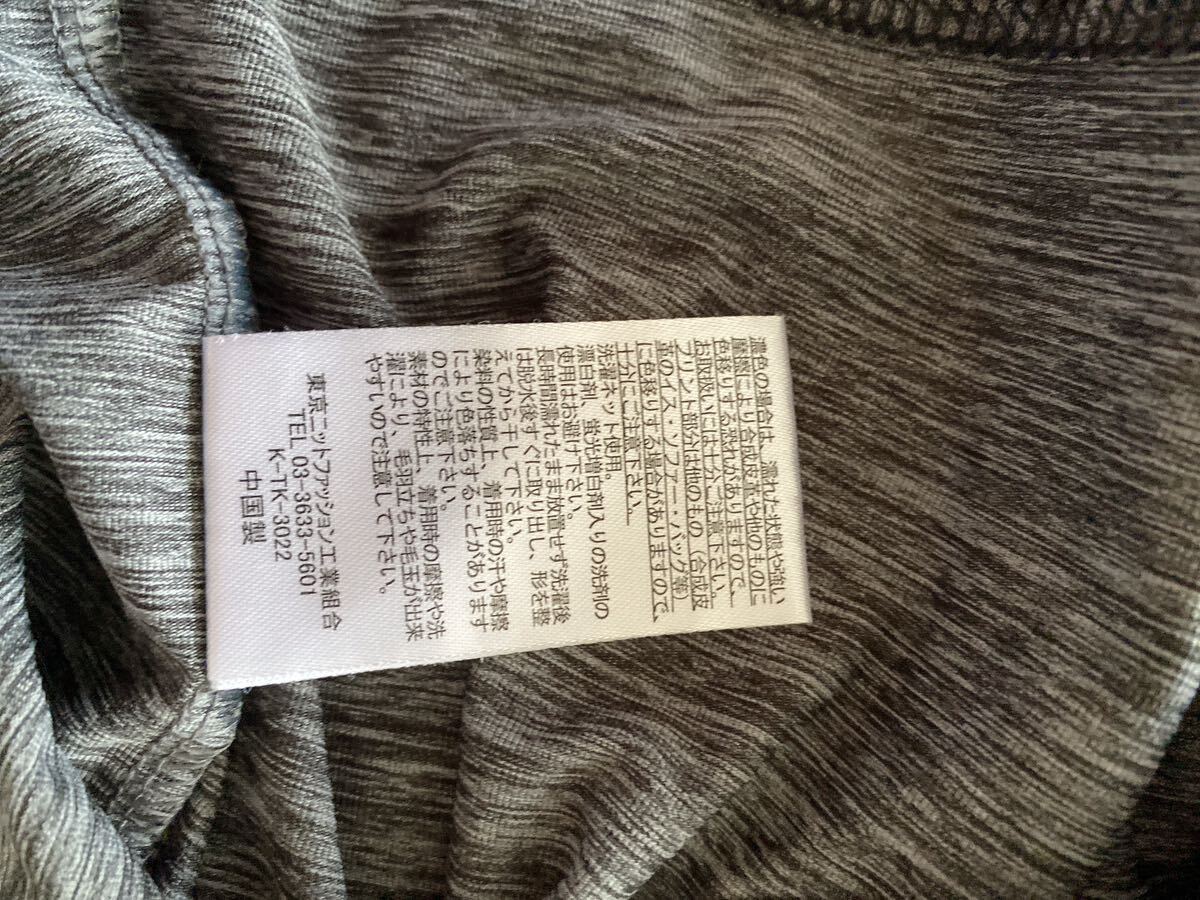 濃色の場合は、濡れた状態や強い
摩擦により合成皮革や他のものに
色移りする恐れがありますので、
お取扱いには十分ご注意下さい。
プリント部分は他のもの（合成皮
革のイス・ソファー・バッグ等）
に色移りする場合がありますので、
十分にご注意下さい。
洗濯ネット使用。
漂白剤、蛍光増白剤入りの洗剤の
使用はお避け下さい。
長時間濡れたまま放置せず洗濯後
は脱水後すぐに取り出し、形を整
えてから干して下さい。
染料の性質上、着用時の汗や摩擦
により色落ちすることがあります
のでご注意下さい。
素材の特性上、着用時の摩擦や洗
濯により、毛羽立ちや毛玉が出来
やすいので注意して下さい。
東京ニットファッション工業組合
TEL 03-3633-5601
K-TK-3022
中国製